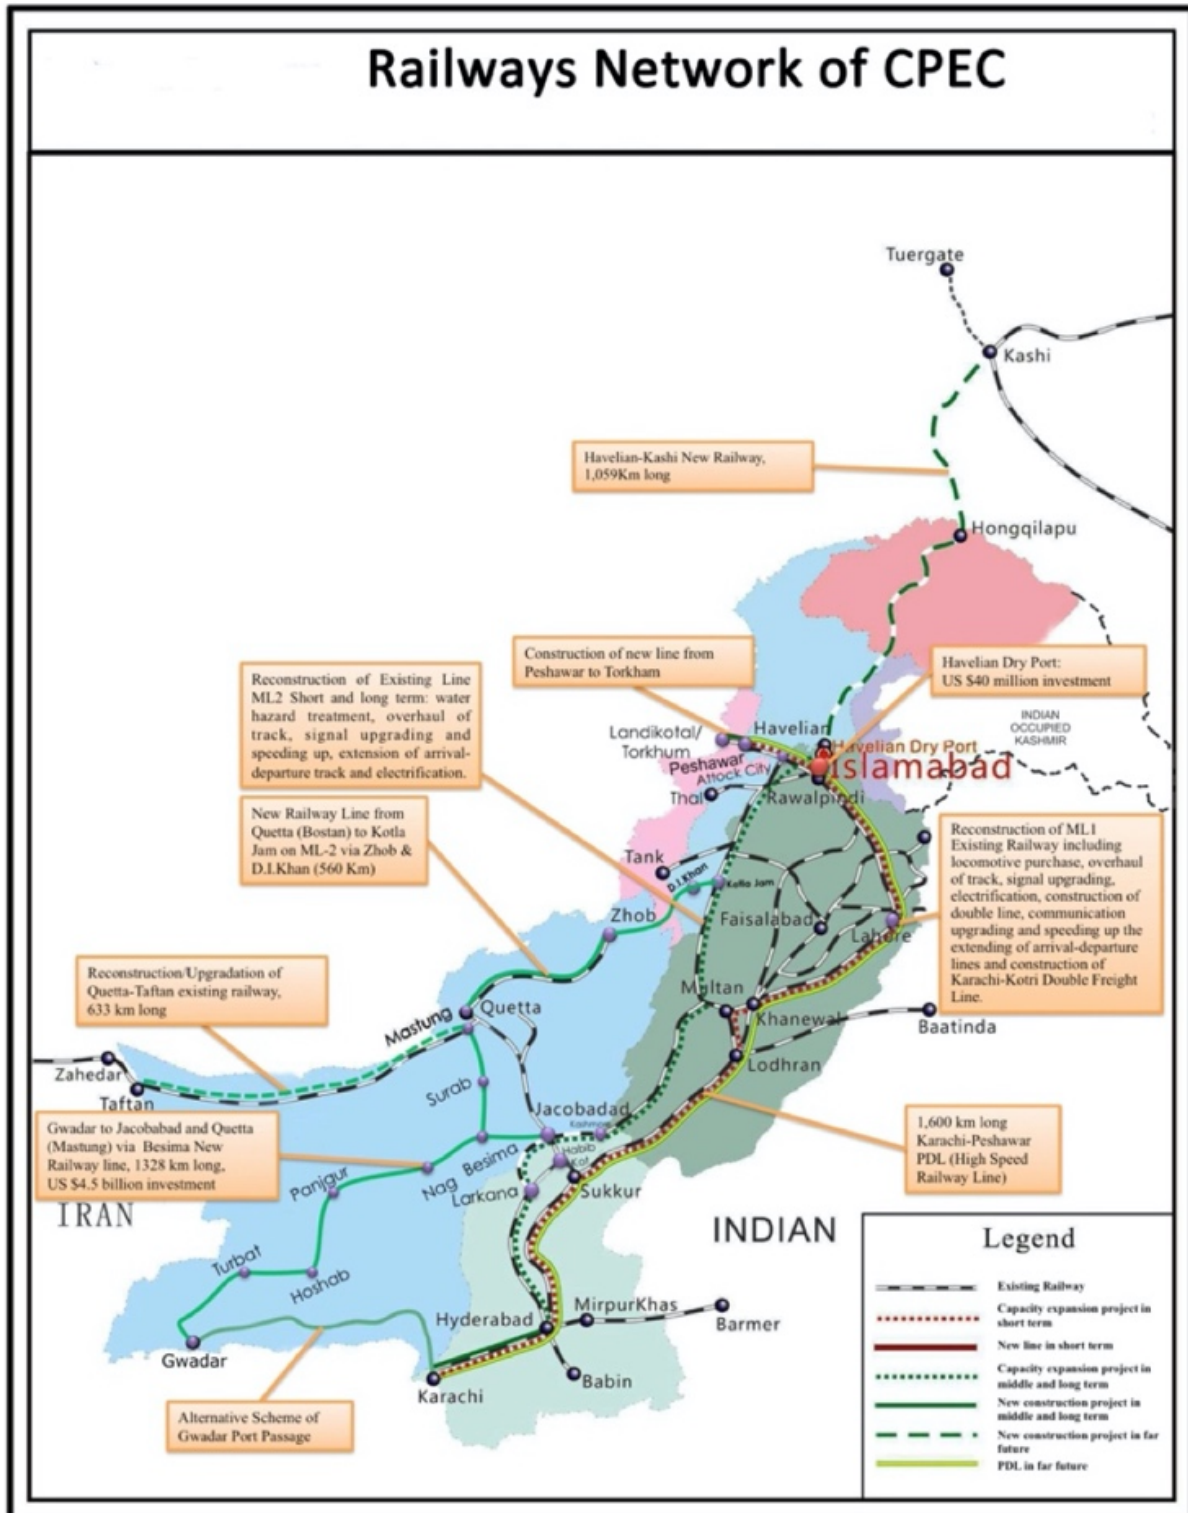 Railways Network of CPEC
Tuergate
Kashi
Havelian-Kashi New Railway,
1,059Km long
Hongqilapu
Construction of new line from
Peshawar to Torkham
Havelian Dry Port:
US $40 million investment
Reconstruction of Existing Line
ML2 Short and long term: water
hazard treatment, overhaul of
track, signal upgrading and
speeding up, extension of arrival-
departure track and electrification.
INDIAN
OCCUPIED
KASHMIR
Landikotal/
Torkhum
Havelian
Havelian Dry Port
Peshawar
Attock City
Islamabad
Thal
Rawalpindi
New Railway Line from
Quetta (Bostan) to Kotla
Jam on ML-2 via Zhob &
D.I.Khan (560 Km)
Reconstruction of ML1
Existing Railway including
locomotive purchase, overhaul
of track, signal upgrading,
electrification, construction of
double line, communication
upgrading and speeding up the
extending of arrival-departure
lines and construction of
Karachi-Kotri Double Freight
Line.
Tank
D.I.Khan
Kotla Jam
Zhob
Faisalabad
Lahore
Reconstruction/Upgradation of
Quetta-Taftan existing railway,
633 km long
Multan
Mastung
Quetta
Khanewal
Baatinda
Zahedar
Taftan
Lodhran
Surab
Jacobadad
Kashmore
Gwadar to Jacobabad and Quetta
(Mastung) via Besima New
Railway line, 1328 km long,
US $4.5 billion investment
1,600 km long
Karachi-Peshawar
PDL (High Speed
Railway Line)
Besima
Habib
Kot
Nag
Panjgur
Larkana
Sukkur
IRAN
INDIAN
Turbat
Hoshab
Hyderabad
MirpurKhas
Barmer
Gwadar
Karachi
Babin
Alternative Scheme of
Gwadar Port Passage
Legend
Existing Railway
Capacity expansion project in
short term
New line in short term
Capacity expansion project in
middle and long term
New construction project in
middle and long term
New construction project in far
future
PDL in far future